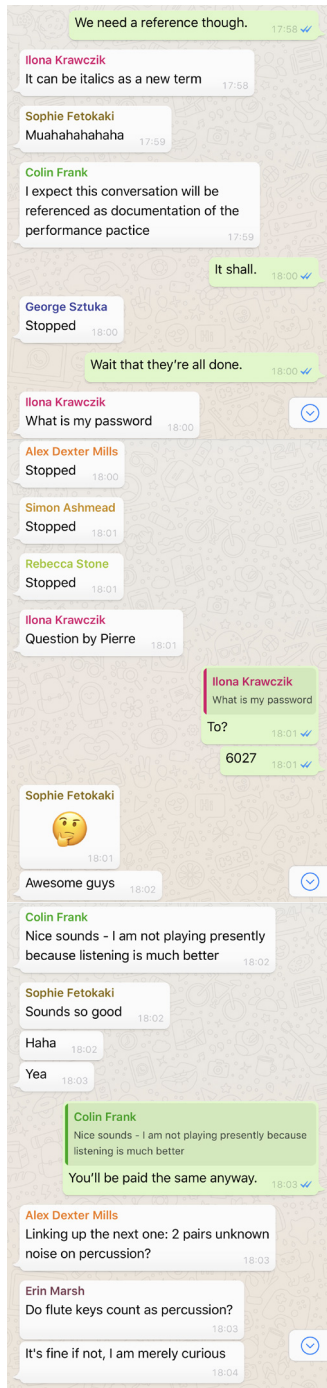 We need a reference though.
17:58
Ilona Krawczik
It can be italics as a new term
17:58
Sophie Fetokaki
Muahahahahaha
17:59
Colin Frank
I expect this conversation will be
referenced as documentation of the
performance pactice
17:59
It shall.
18:00
George Sztuka
Stopped
18:00
Wait that they're all done.
18:00
Ilona Krawczik
What is my password
18:00
Alex Dexter Mills
Stopped
18:00
Simon Ashmead
Stopped
18:01
Rebecca Stone
Stopped
18:01
Ilona Krawczik
Question by Pierre
18:01
Ilona Krawczik
What is my password
To?
18:01
6027
18:01
Sophie Fetokaki
🤔
18:01
Awesome guys
18:02
Colin Frank
Nice sounds - I am not playing presently
because listening is much better
18:02
Sophie Fetokaki
Sounds so good
18:02
Haha
18:02
Yea
18:03
Colin Frank
Nice sounds - I am not playing presently because
listening is much better
You'll be paid the same anyway.
18:03
Alex Dexter Mills
Linking up the next one: 2 pairs unknown
noise on percussion?
18:03
Erin Marsh
Do flute keys count as percussion?
18:03
It's fine if not, I am merely curious
18:04